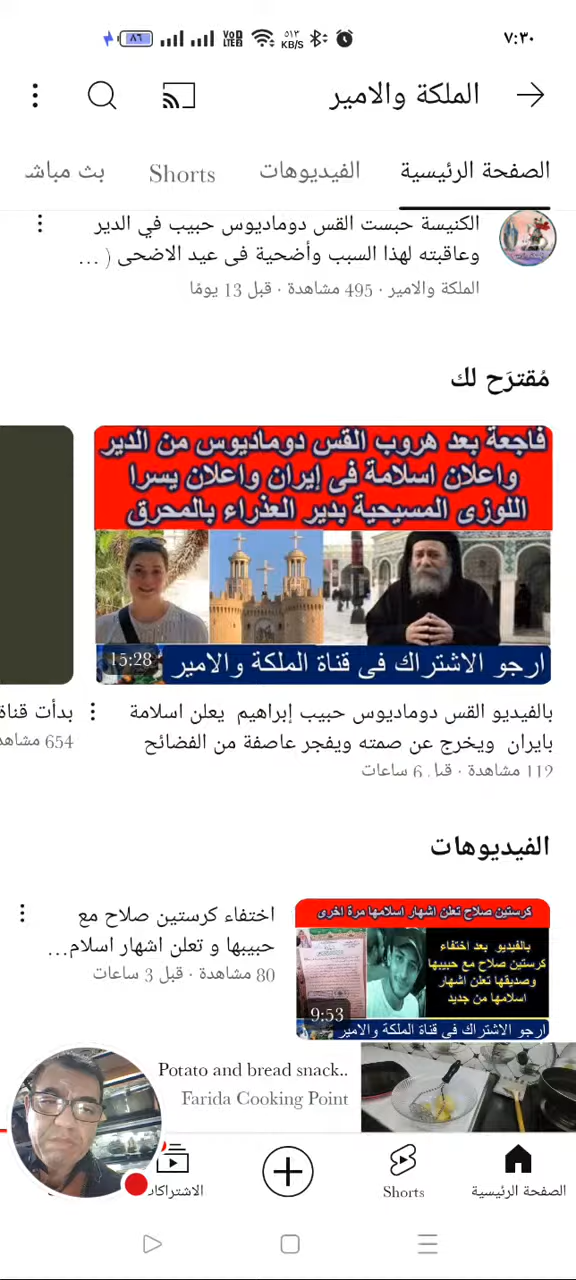 ٧:٣٠
٥١٣ KB/S
VoD LTE2
٨٦
الملكة والامير
الصفحة الرئيسية
الفيديوهات
Shorts
بث مباش
الكنيسة حبست القس دوماديوس حبيب في الدير
وعاقبته لهذا السبب وأضحية فى عيد الاضحى ( ...
الملكة والامير · 495 مشاهدة · قبل 13 يومًا
مُقترَح لك
فاجعة بعد هروب القس دوماديوس من الدير
واعلان اسلامة فى إيران واعلان يسرا
اللوزى المسيحية بدير العذراء بالمحرق
15:28
ارجو الاشتراك فى قناة الملكة والامير
بالفيديو القس دوماديوس حبيب إبراهيم يعلن اسلامة
بايران ويخرج عن صمته ويفجر عاصفة من الفضائح
112 مشاهدة · قبل 6 ساعات
بدأت قناة
654 مشاهد
الفيديوهات
كرستين صلاح تعلن اشهار اسلامها مرة اخرى
بالفيديو بعد اختفاء
كرستين صلاح مع حبيبها
وصديقها تعلن اشهار
اسلامها من جديد
9:53
ارجو الاشتراك فى قناة الملكة والامير
اختفاء كرستين صلاح مع
حبيبها و تعلن اشهار اسلام...
80 مشاهدة · قبل 3 ساعات
Potato and bread snack..
Farida Cooking Point
الصفحة الرئيسية
Shorts
الاشتراكات